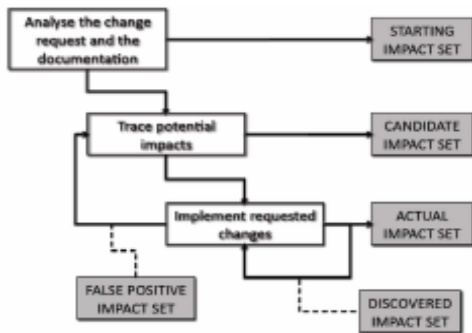 Analyse the change
request and the
documentation
STARTING
IMPACT SET
Trace potential
impacts
CANDIDATE
IMPACT SET
Implement requested
changes
ACTUAL
IMPACT SET
FALSE POSITIVE
IMPACT SET
DISCOVERED
IMPACT SET